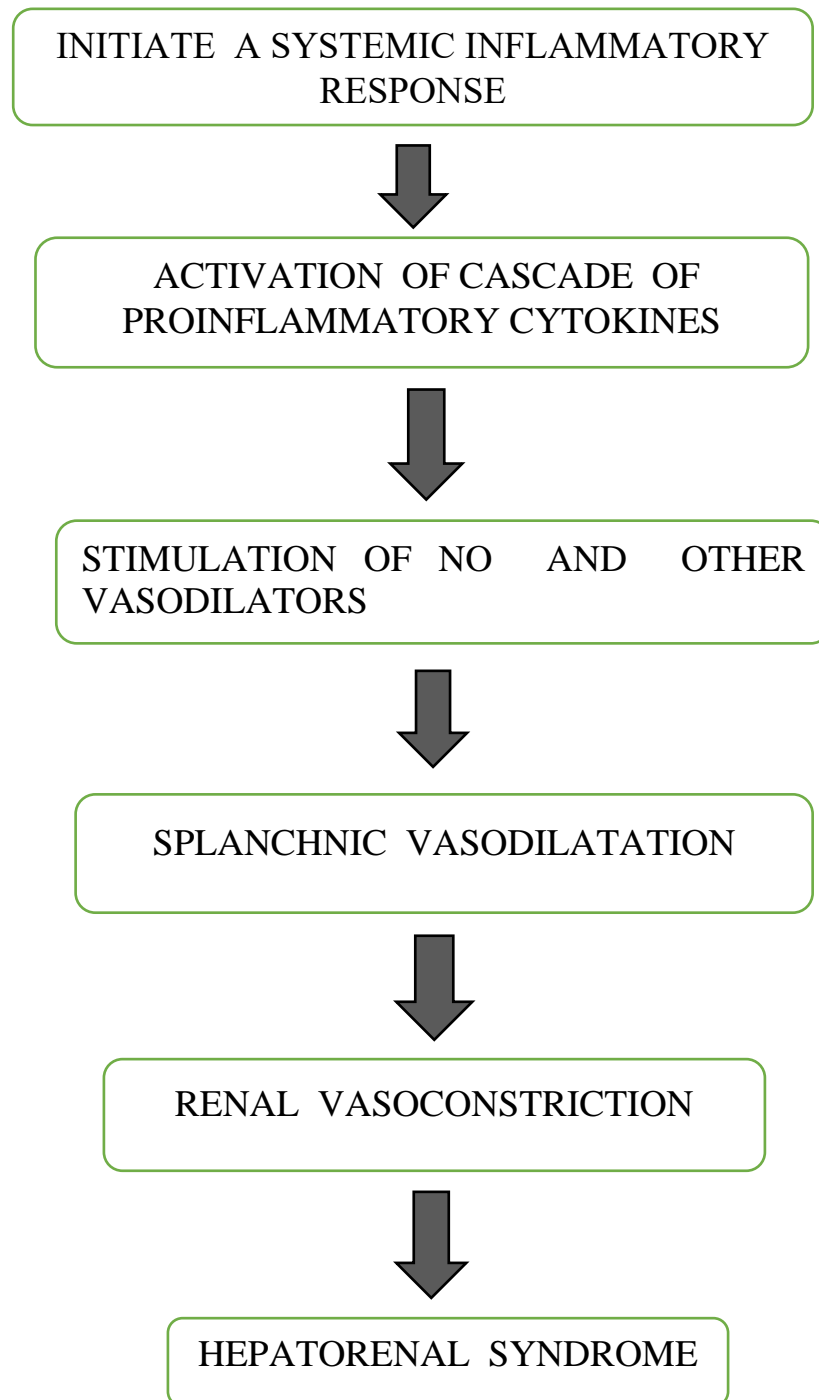 INITIATE A SYSTEMIC INFLAMMATORY
RESPONSE
ACTIVATION OF CASCADE OF
PROINFLAMMATORY CYTOKINES
STIMULATION OF NO AND OTHER
VASODILATORS
SPLANCHNIC VASODILATATION
RENAL VASOCONSTRICTION
HEPATORENAL SYNDROME